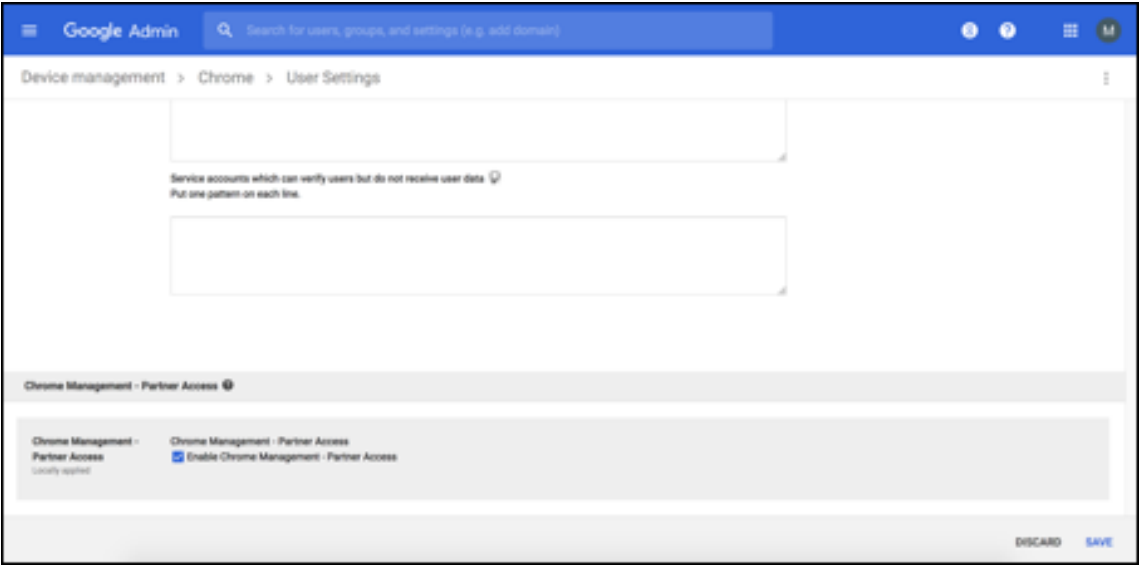 Google Admin
Search for users, groups, and settings (e.g. add domain)
M
Device management > Chrome > User Settings
Service accounts which can verify users but do not receive user data
Put one pattern on each line.
Chrome Management - Partner Access
Chrome Management -
Partner Access
Locally applied
Chrome Management - Partner Access
Enable Chrome Management - Partner Access
DISCARD
SAVE